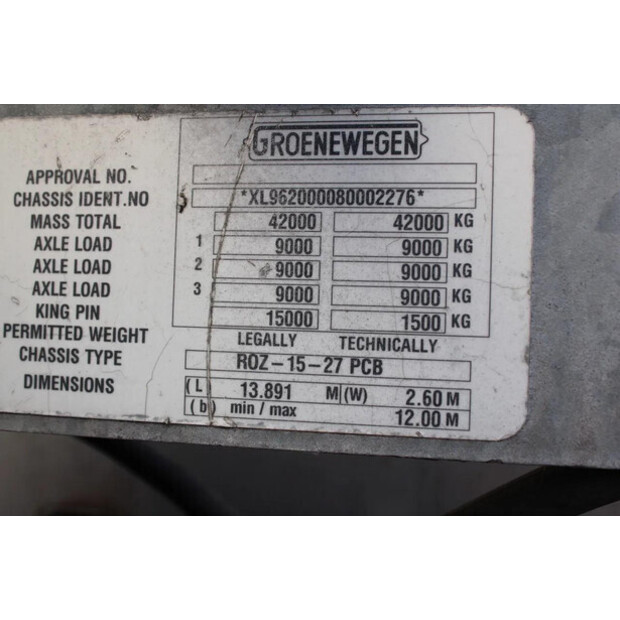 GROENEWEGEN
APPROVAL NO.
CHASSIS IDENT.NO *XL962000080002276*
MASS TOTAL 42000 42000 KG
AXLE LOAD 1 9000 9000 KG
AXLE LOAD 2 9000 9000 KG
AXLE LOAD 3 9000 9000 KG
KING PIN 15000 1500 KG
PERMITTED WEIGHT LEGALLY TECHNICALLY
CHASSIS TYPE ROZ-15-27 PCB
DIMENSIONS (L 13.891 M (W) 2.60 M
(b) min / max 12.00 M